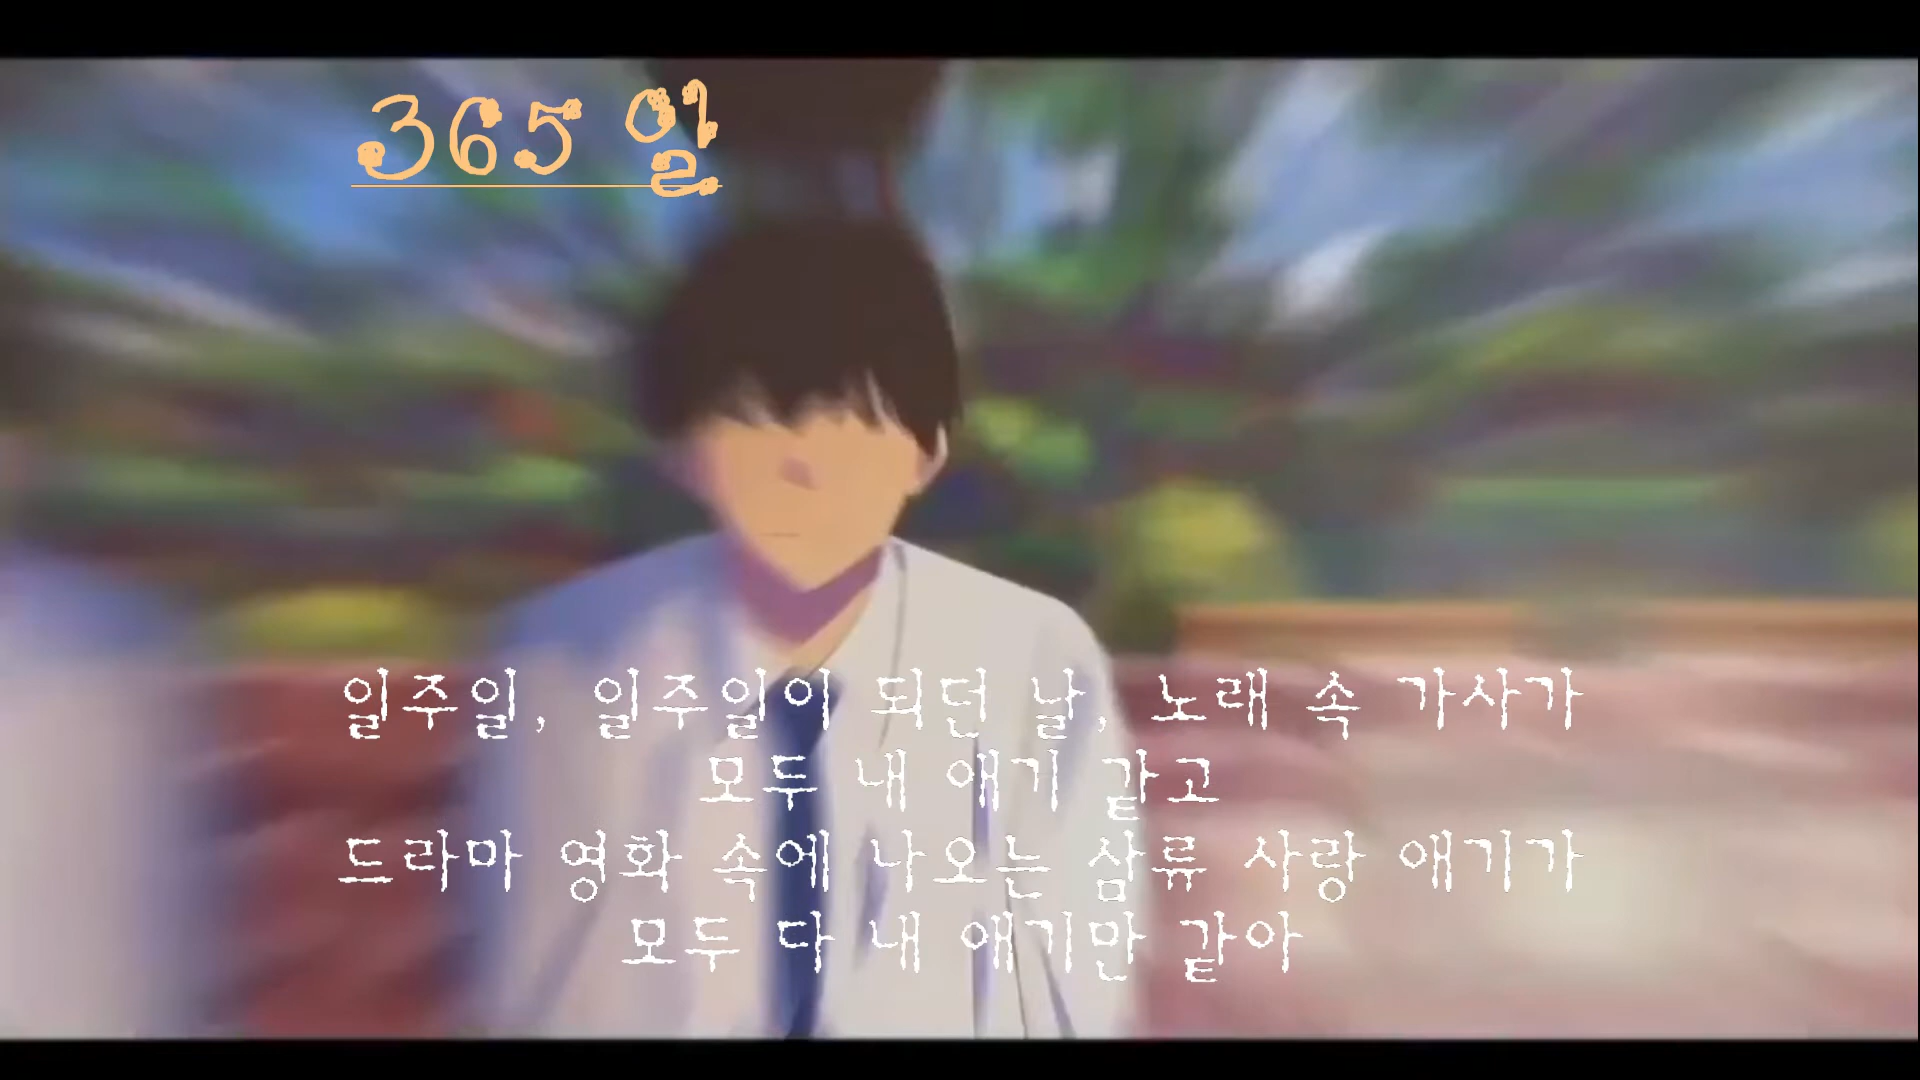 365 일
일주일, 일주일이 되던 날, 노래 속 가사가
모두 내 얘기 같고
드라마 영화 속에 나오는 삼류 사랑 얘기가
모두 다 내 얘기만 같아